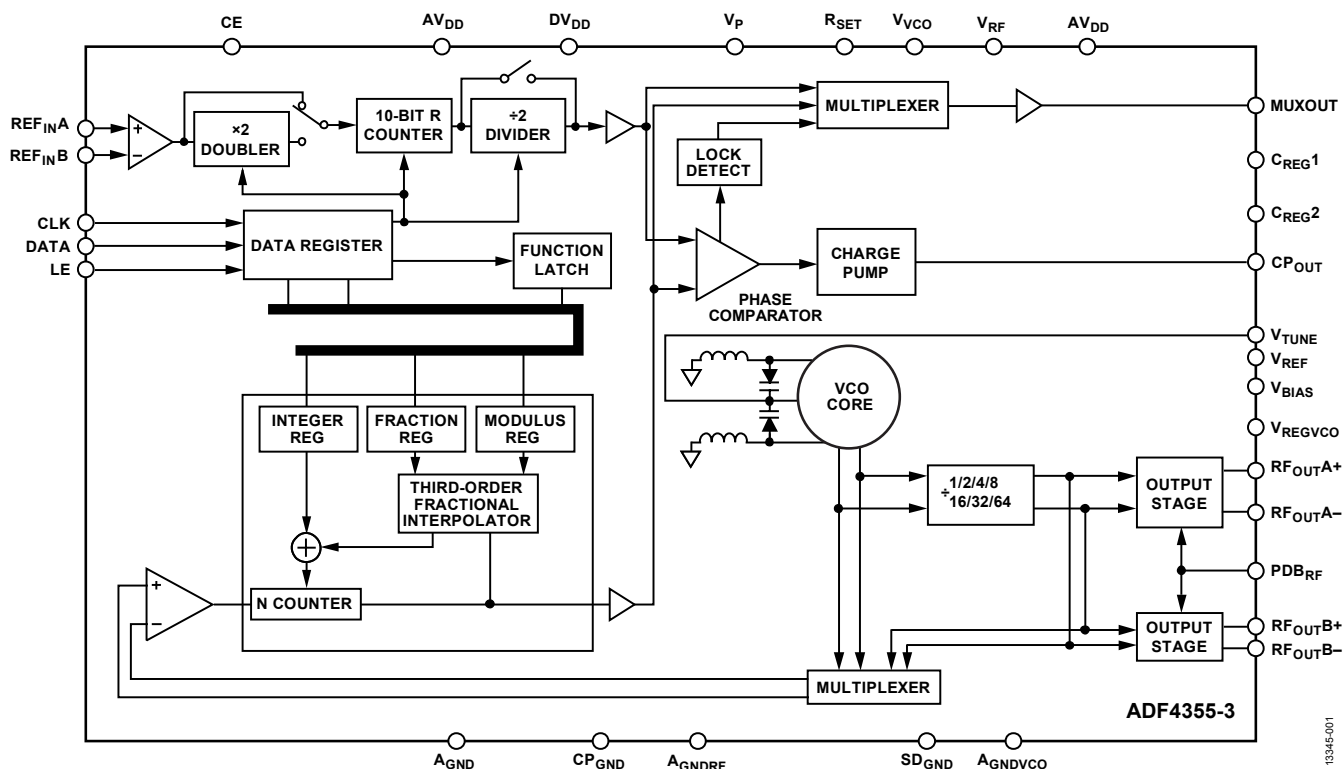 CE
AVDD
DVDD
VP
RSET
VVCO
VRF
AVDD
REFINA
REFINB
×2
DOUBLER
10-BIT R
COUNTER
÷2
DIVIDER
MULTIPLEXER
MUXOUT
LOCK
DETECT
CREG1
CREG2
CLK
DATA
LE
DATA REGISTER
FUNCTION
LATCH
CHARGE
PUMP
CPOUT
PHASE
COMPARATOR
VTUNE
VREF
VBIAS
VREGVCO
VCO
CORE
INTEGER
REG
FRACTION
REG
MODULUS
REG
THIRD-ORDER
FRACTIONAL
INTERPOLATOR
+
−
N COUNTER
÷1/2/4/8
16/32/64
OUTPUT
STAGE
RFOUTA+
RFOUTA−
PDBRF
OUTPUT
STAGE
RFOUTB+
RFOUTB−
MULTIPLEXER
ADF4355-3
AGND
CPGND
AGNDRF
SDGND
AGNDVCO
13345-001